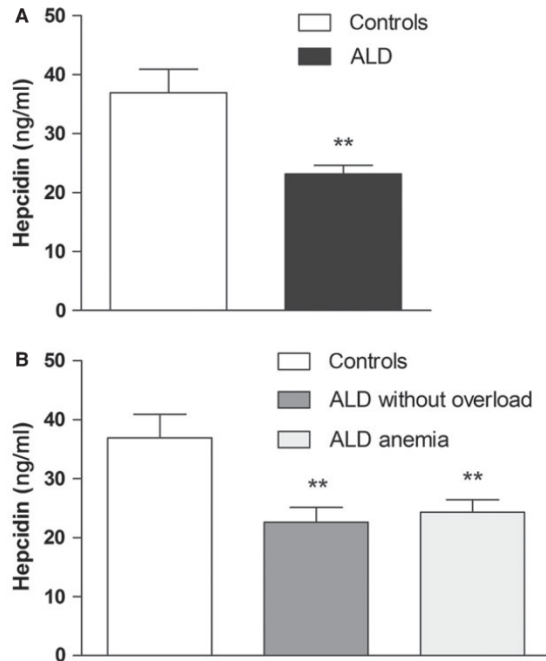 A
50
Controls
ALD
40
30
20
10
0
Hepcidin (ng/ml)
**
B
50
Controls
ALD without overload
ALD anemia
40
30
20
10
0
Hepcidin (ng/ml)
**
**